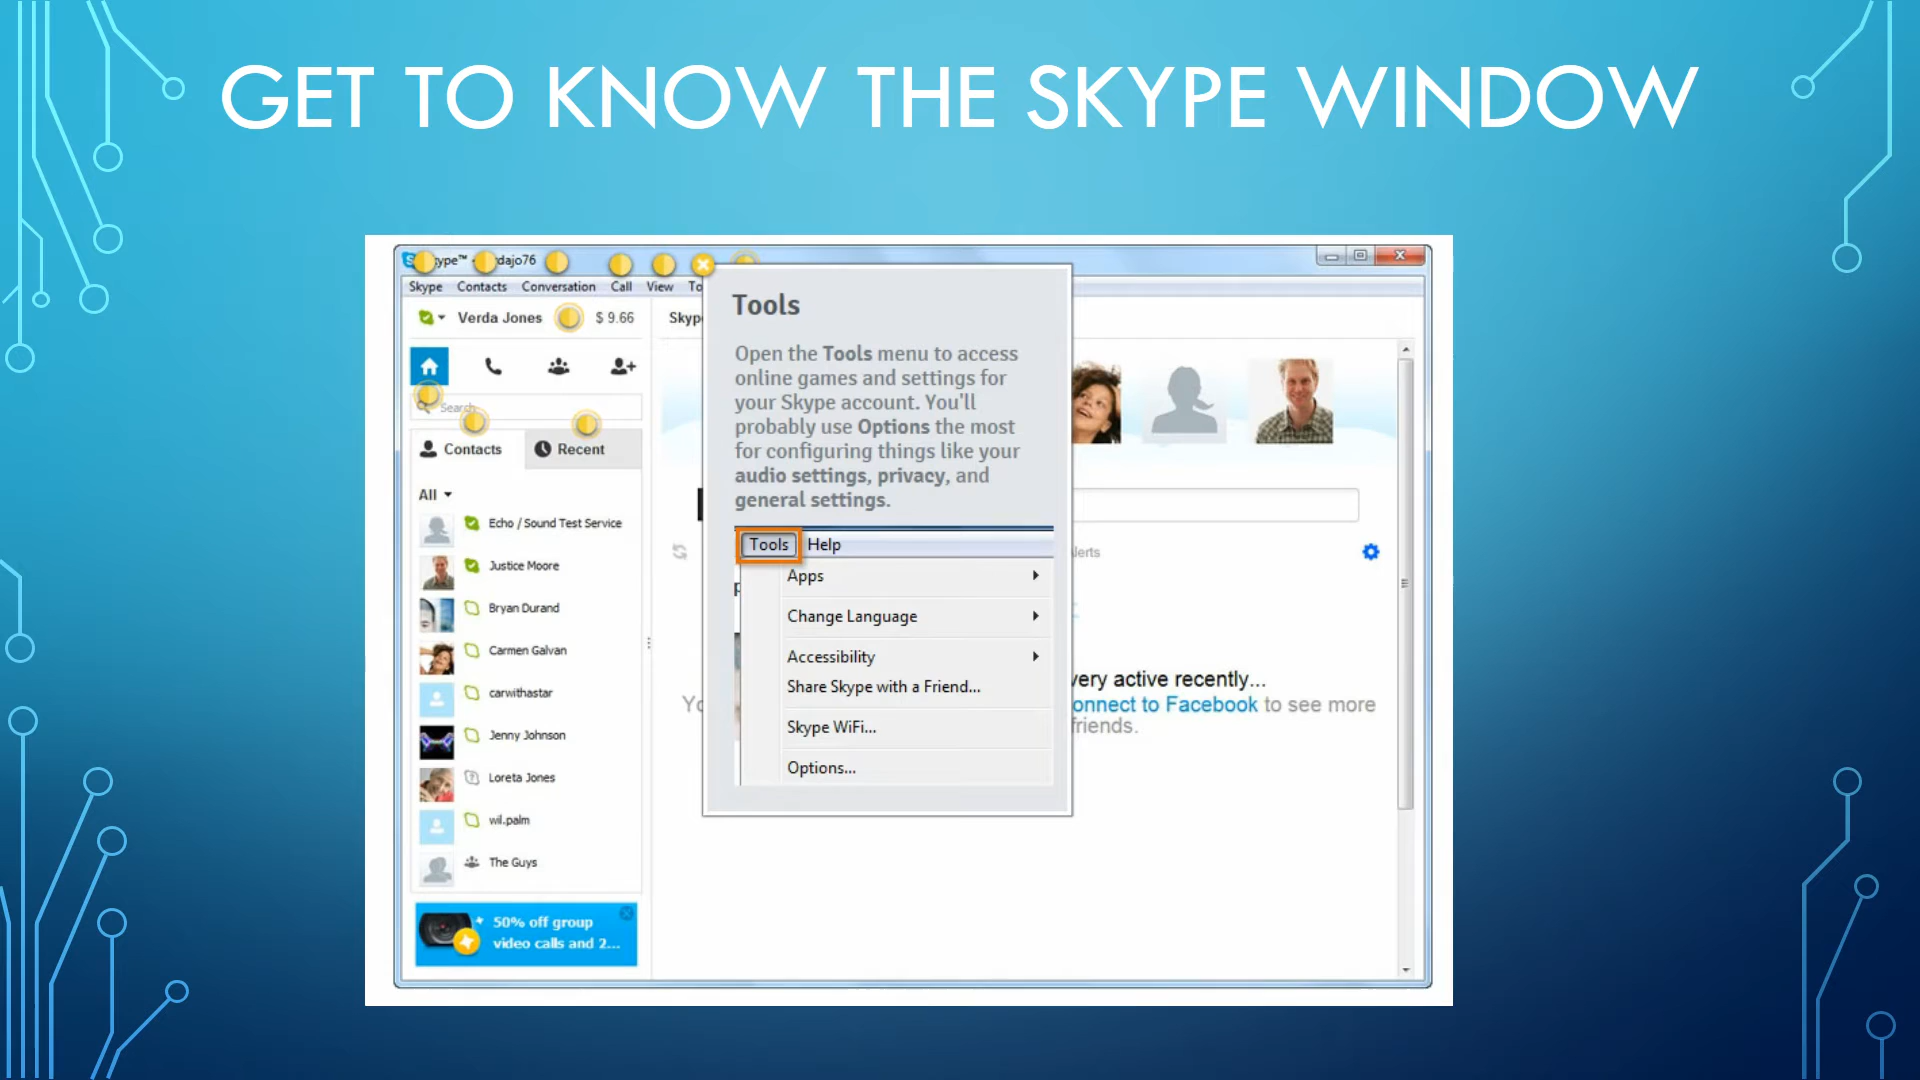 GET TO KNOW THE SKYPE WINDOW
ype™ dajo76
Skype Contacts Conversation Call View To
Verda Jones $ 9.66
Skyp
Search
Contacts Recent
All
Echo / Sound Test Service
Justice Moore
Bryan Durand
Carmen Galvan
carwithastar
Jenny Johnson
Loreta Jones
wil.palm
The Guys
50% off group
video calls and 2...
Tools
Open the Tools menu to access
online games and settings for
your Skype account. You'll
probably use Options the most
for configuring things like your
audio settings, privacy, and
general settings.
Tools Help
Apps
Change Language
Accessibility
Share Skype with a Friend...
Skype WiFi...
Options...
lerts
very active recently...
Yo
onnect to Facebook to see more
friends.